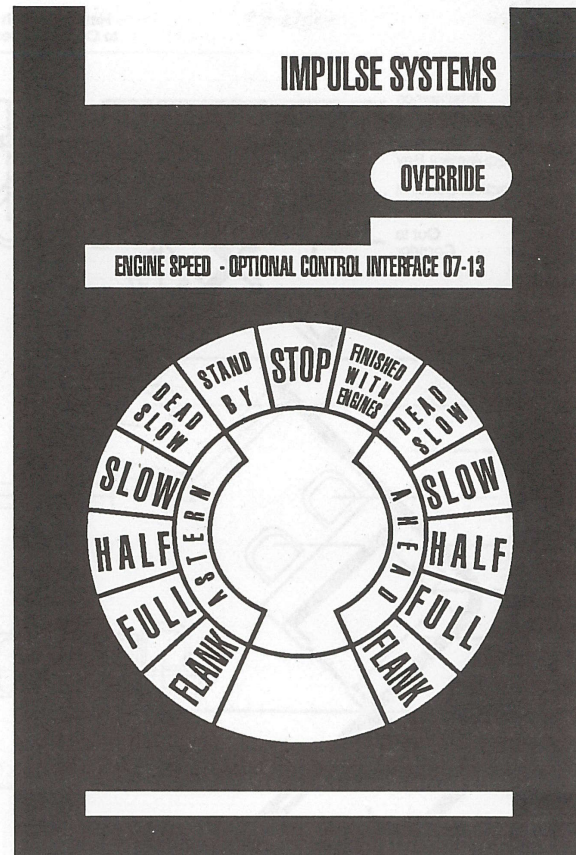 IMPULSE SYSTEMS
OVERRIDE
ENGINE SPEED - OPTIONAL CONTROL INTERFACE 07-13
STOP
FINISHED
WITH
ENGINES
DEAD
SLOW
SLOW
HALF
FULL
FLANK
AHEAD
STAND
BY
DEAD
SLOW
SLOW
HALF
FULL
FLANK
ASTERN